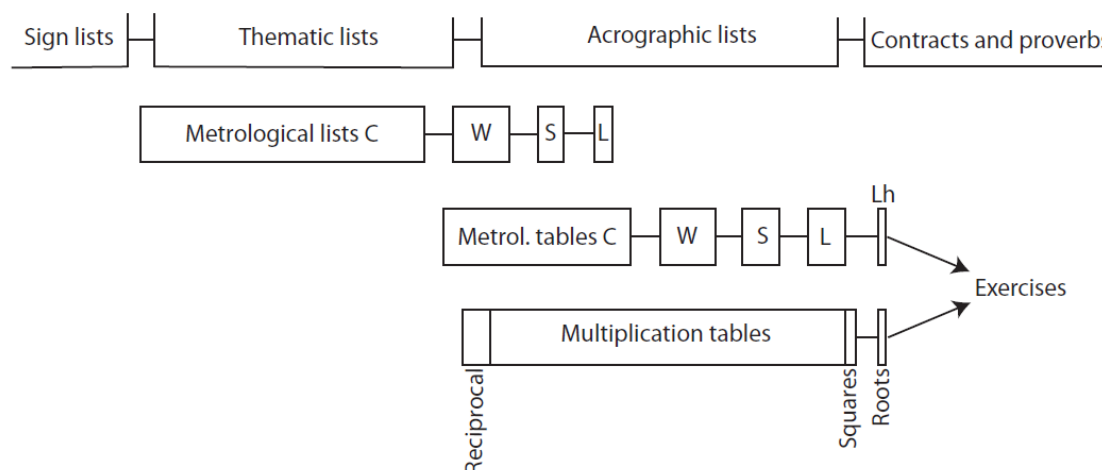 Sign lists
Thematic lists
Acrographic lists
Contracts and proverbs
Metrological lists C
W
S
L
Lh
Metrol. tables C
W
S
L
Exercises
Multiplication tables
Reciprocal
Squares
Roots